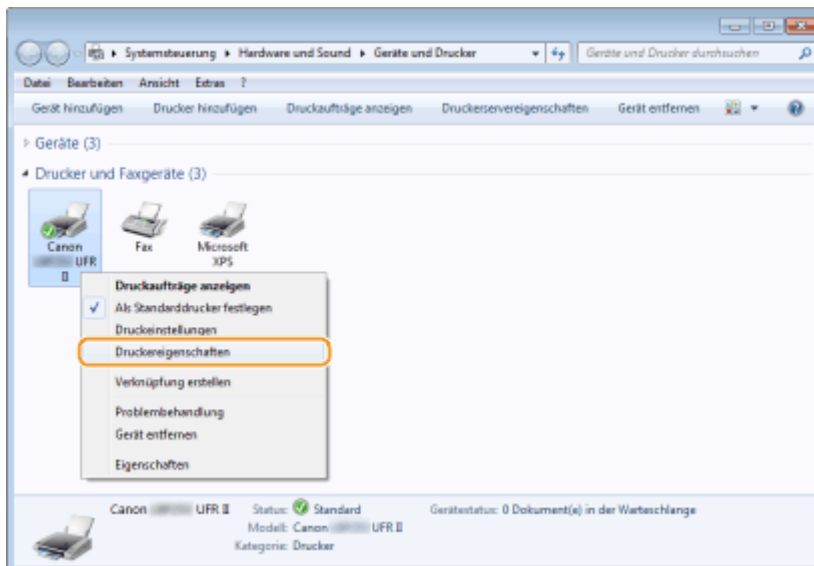 Systemsteuerung ▸ Hardware und Sound ▸ Geräte und Drucker
Geräte und Drucker durchsuchen
Datei Bearbeiten Ansicht Extras ?
Gerät hinzufügen Drucker hinzufügen Druckaufträge anzeigen Druckerservereigenschaften Gerät entfernen
Geräte (3)
Drucker und Faxgeräte (3)
Canon UFR II
Fax
Microsoft XPS
Druckaufträge anzeigen
Als Standarddrucker festlegen
Druckeinstellungen
Druckereigenschaften
Verknüpfung erstellen
Problembehandlung
Gerät entfernen
Eigenschaften
Canon UFR II Status: Standard Gerätestatus: 0 Dokument(e) in der Warteschlange
Modell: Canon UFR II
Kategorie: Drucker